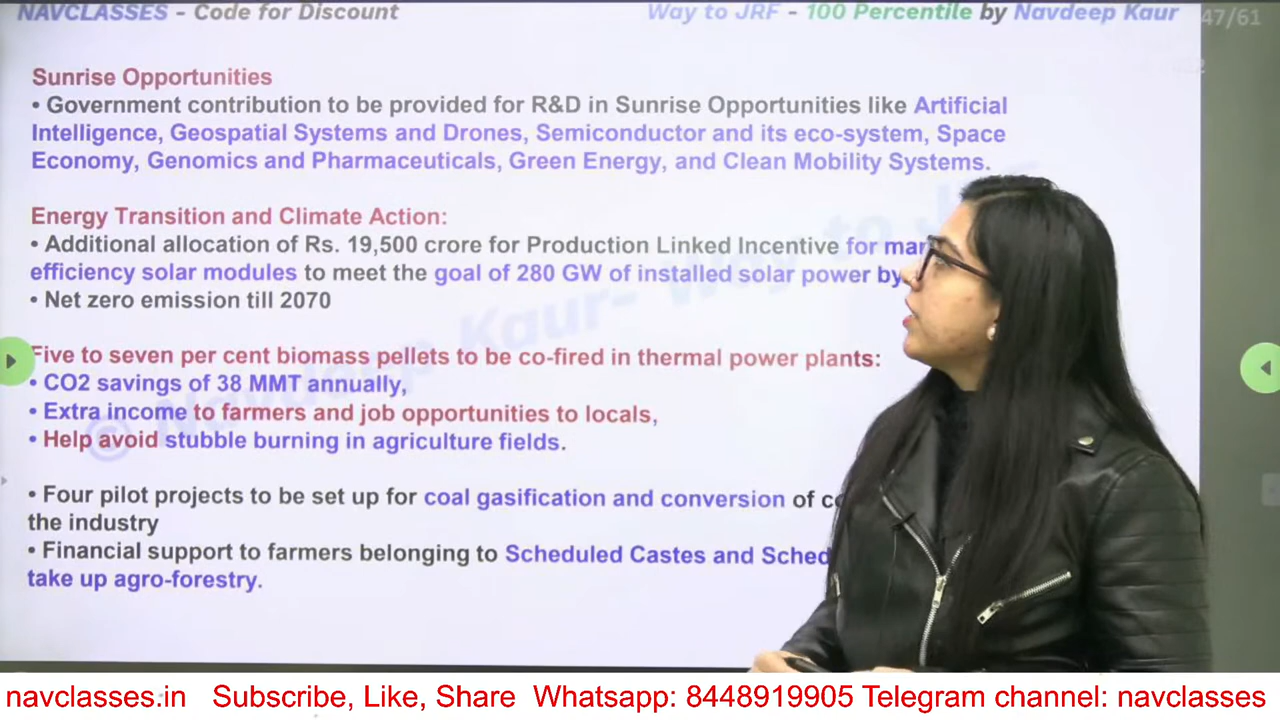 NAVCLASSES - Code for Discount
Way to JRF - 100 Percentile by Navdeep Kaur
47/61
Sunrise Opportunities
• Government contribution to be provided for R&D in Sunrise Opportunities like Artificial
Intelligence, Geospatial Systems and Drones, Semiconductor and its eco-system, Space
Economy, Genomics and Pharmaceuticals, Green Energy, and Clean Mobility Systems.
Energy Transition and Climate Action:
• Additional allocation of Rs. 19,500 crore for Production Linked Incentive for
efficiency solar modules to meet the goal of 280 GW of installed solar power by
• Net zero emission till 2070
Five to seven per cent biomass pellets to be co-fired in thermal power plants:
• CO2 savings of 38 MMT annually,
• Extra income to farmers and job opportunities to locals,
• Help avoid stubble burning in agriculture fields.
• Four pilot projects to be set up for coal gasification and conversion of
the industry
• Financial support to farmers belonging to Scheduled Castes and
take up agro-forestry.
© Navdeep Kaur- Way to
navclasses.in Subscribe, Like, Share Whatsapp: 8448919905 Telegram channel: navclasses